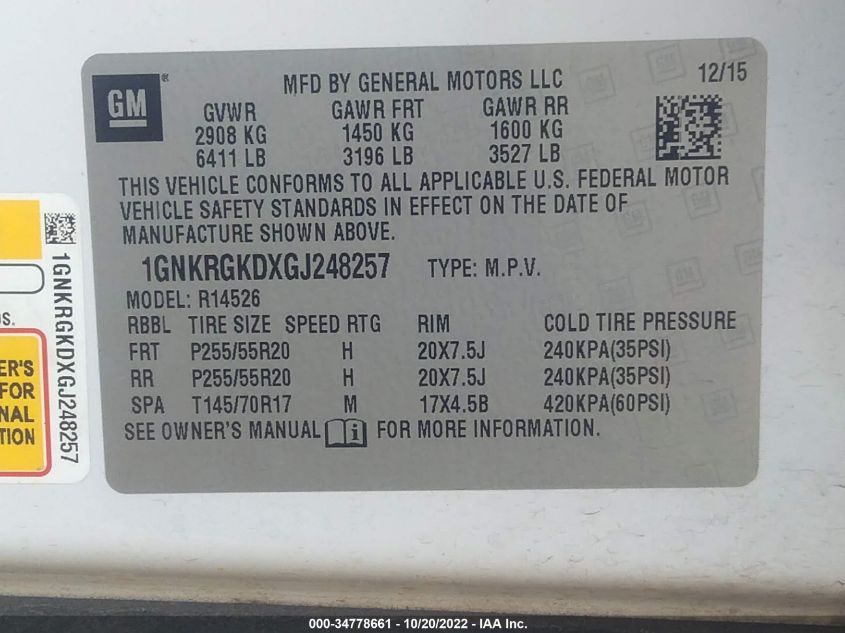 GM®
MFD BY GENERAL MOTORS LLC 12/15
GVWR GAWR FRT GAWR RR
2908 KG 1450 KG 1600 KG
6411 LB 3196 LB 3527 LB
THIS VEHICLE CONFORMS TO ALL APPLICABLE U.S. FEDERAL MOTOR
VEHICLE SAFETY STANDARDS IN EFFECT ON THE DATE OF
MANUFACTURE SHOWN ABOVE.
1GNKRGKDXGJ248257 TYPE: M.P.V.
MODEL: R14526
RBBL TIRE SIZE SPEED RTG RIM COLD TIRE PRESSURE
FRT P255/55R20 H 20X7.5J 240KPA(35PSI)
RR P255/55R20 H 20X7.5J 240KPA(35PSI)
SPA T145/70R17 M 17X4.5B 420KPA(60PSI)
SEE OWNER'S MANUAL i FOR MORE INFORMATION.
1GNKRGKDXGJ248257
S.
ER'S
FOR
NAL
TION
000-34778661 - 10/20/2022 - IAA Inc.